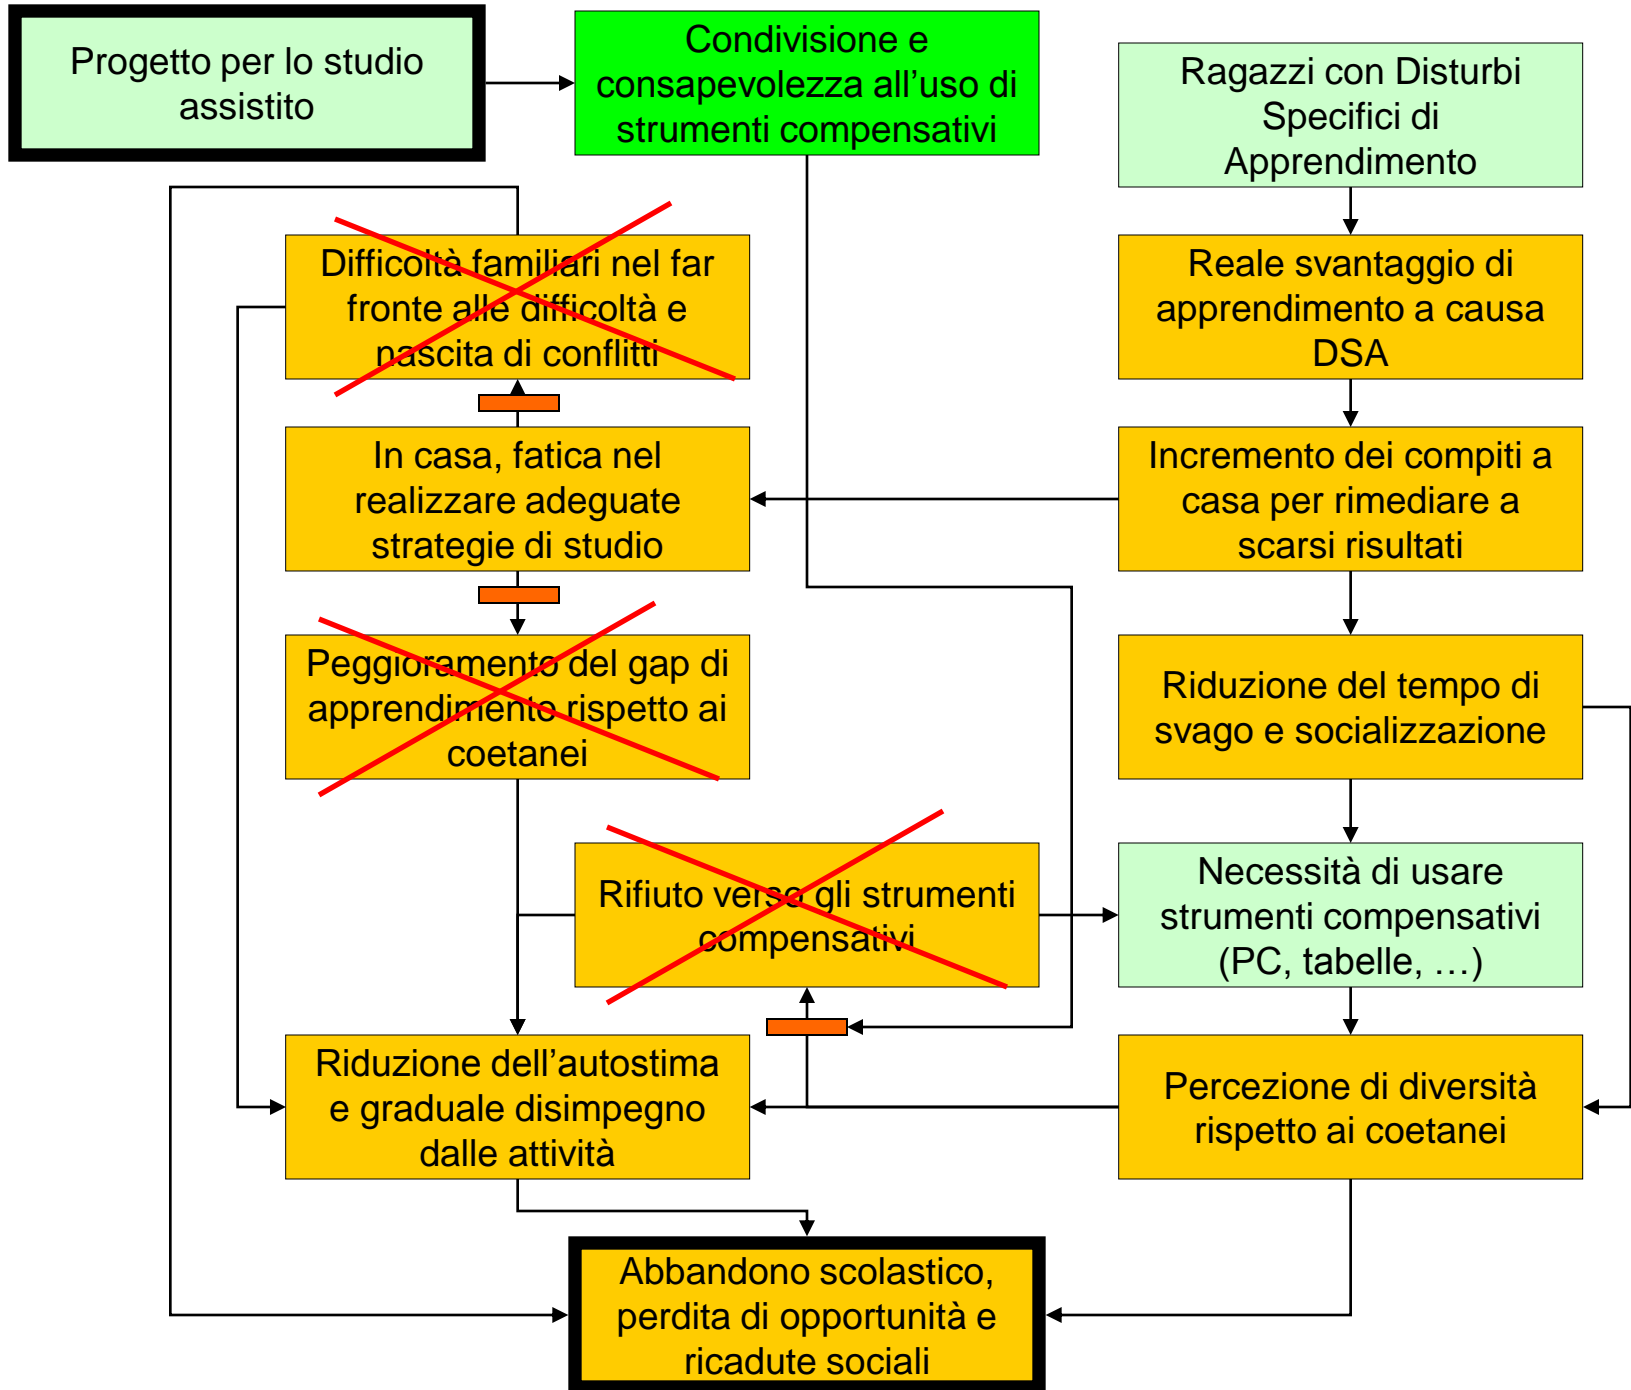 Progetto per lo studio
assistito
Condivisione e
consapevolezza all’uso di
strumenti compensativi
Ragazzi con Disturbi
Specifici di
Apprendimento
Difficoltà familiari nel far
fronte alle difficoltà e
nascita di conflitti
Reale svantaggio di
apprendimento a causa
DSA
In casa, fatica nel
realizzare adeguate
strategie di studio
Incremento dei compiti a
casa per rimediare a
scarsi risultati
Peggioramento del gap di
apprendimento rispetto ai
coetanei
Riduzione del tempo di
svago e socializzazione
Rifiuto verso gli strumenti
compensativi
Necessità di usare
strumenti compensativi
(PC, tabelle, …)
Riduzione dell’autostima
e graduale disimpegno
dalle attività
Percezione di diversità
rispetto ai coetanei
Abbandono scolastico,
perdita di opportunità e
ricadute sociali